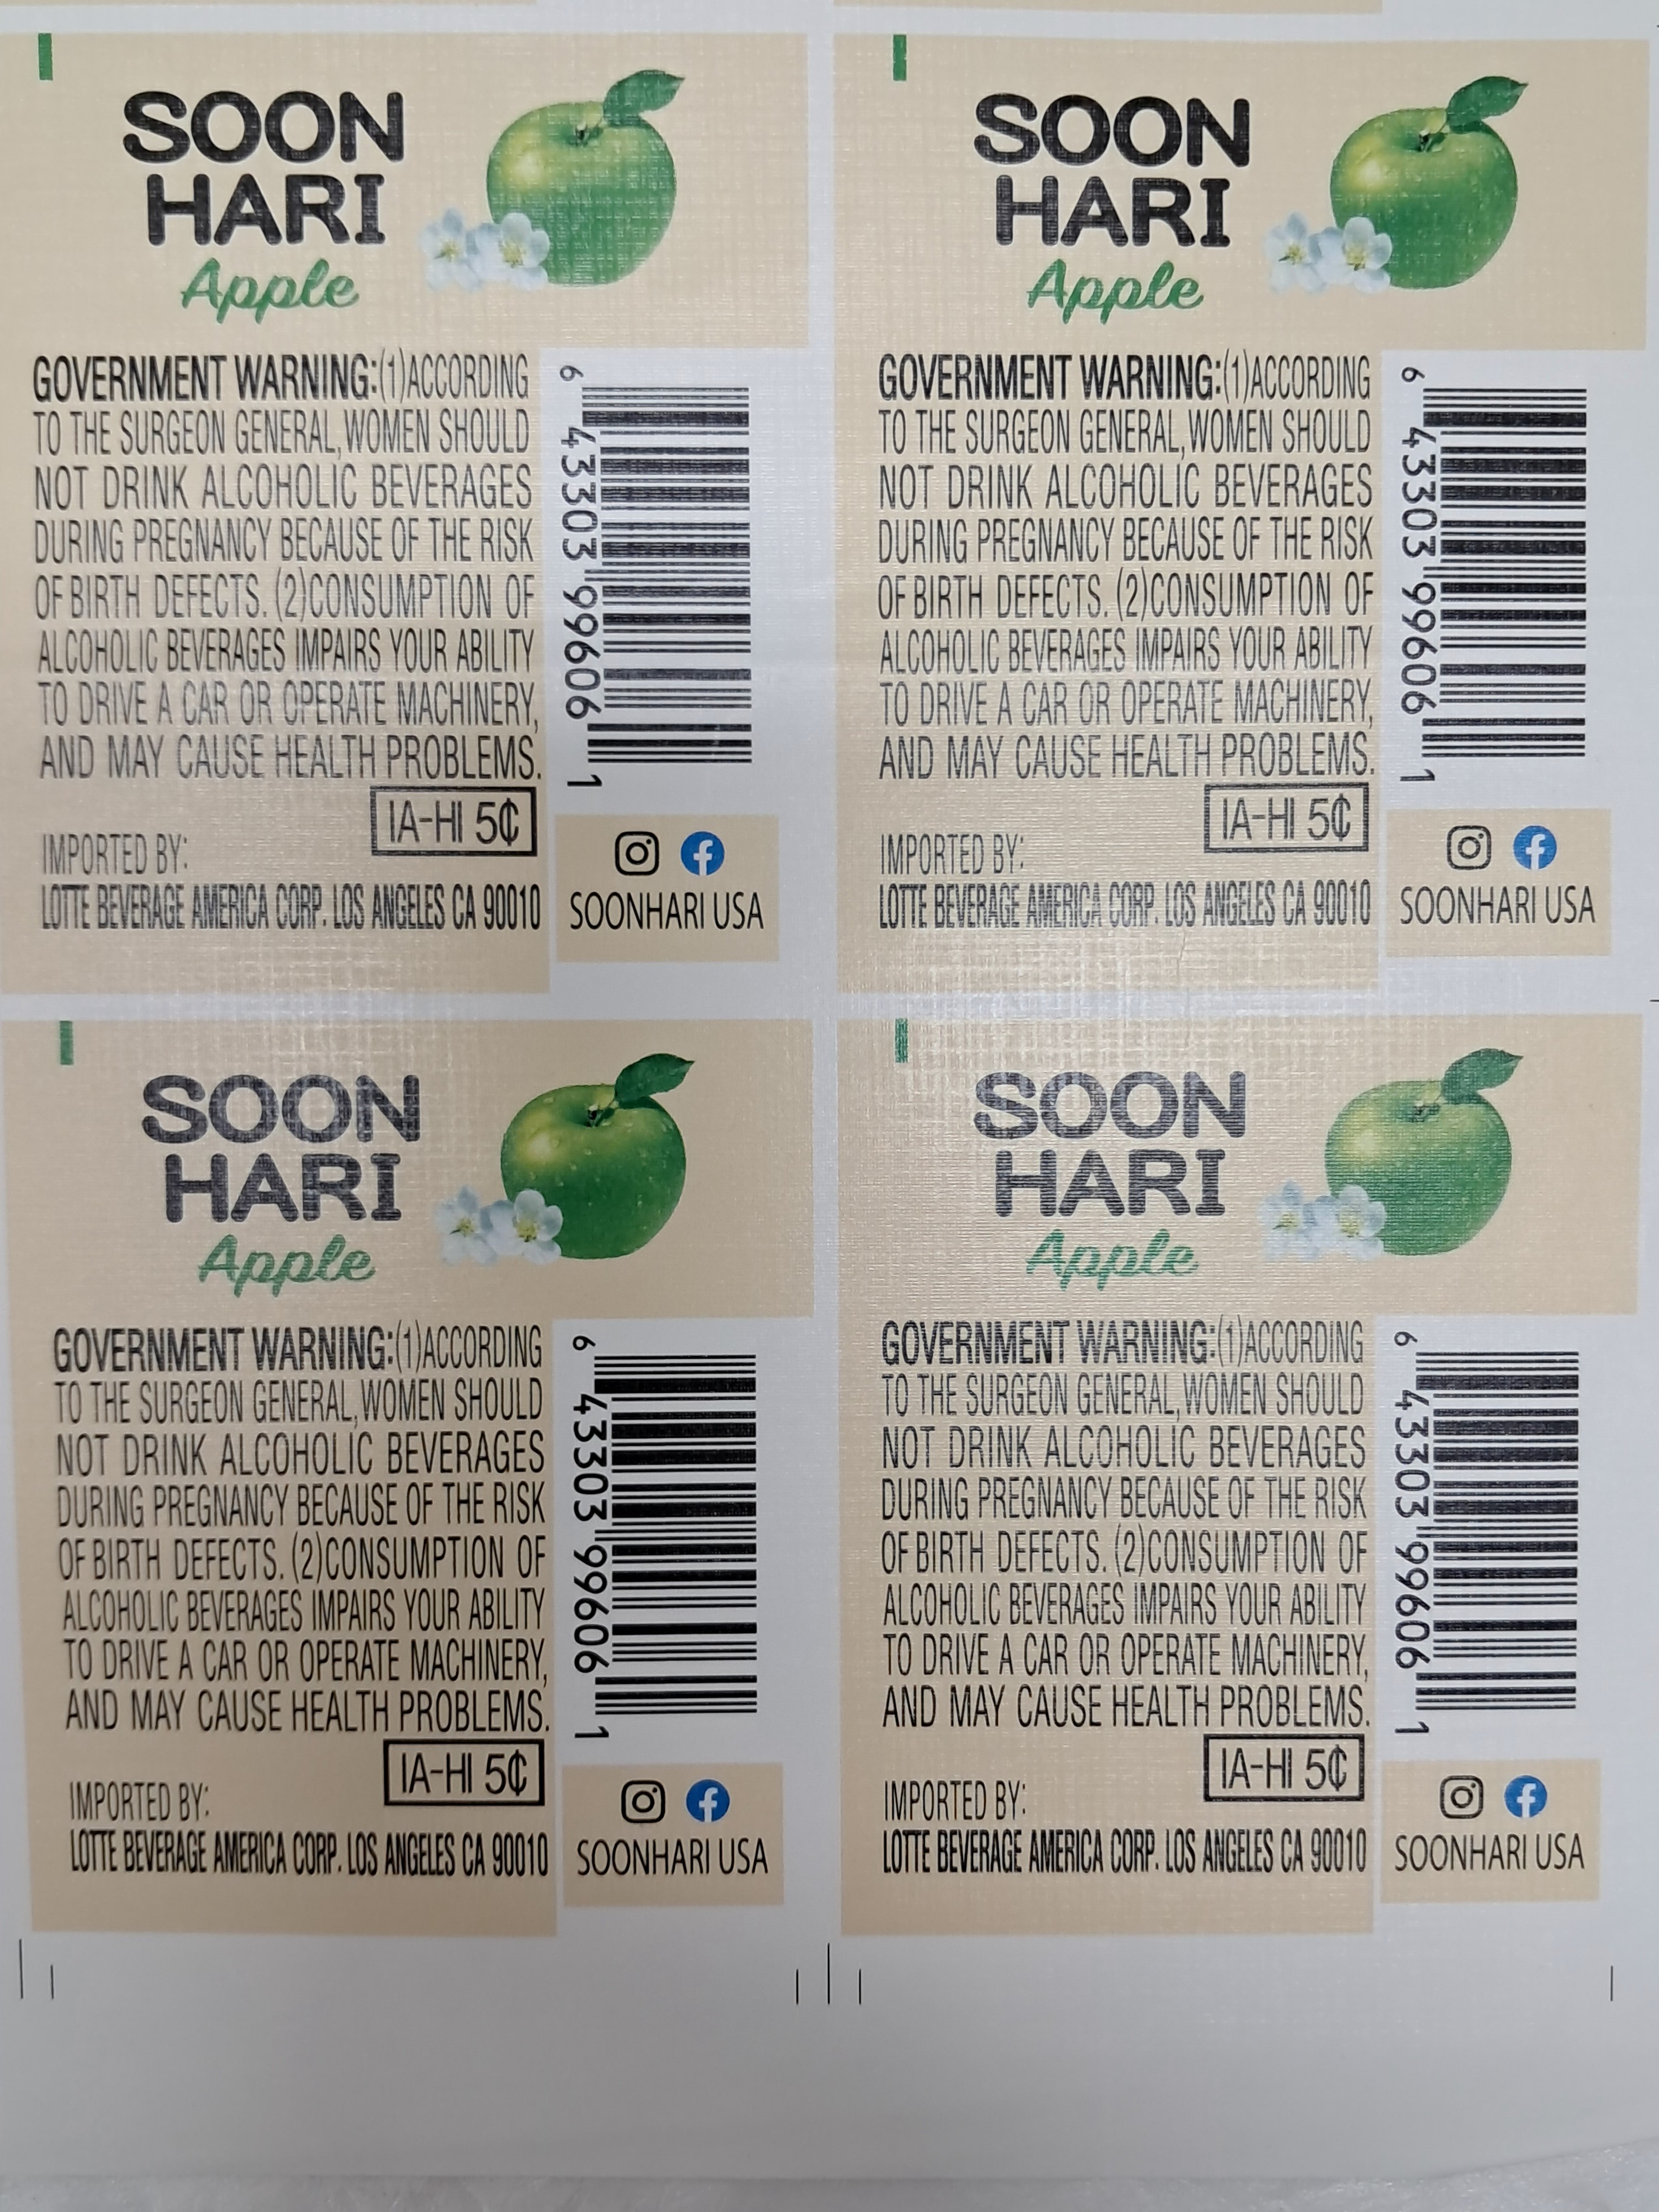 SOON
HARI
Apple
GOVERNMENT WARNING:(1)ACCORDING
TO THE SURGEON GENERAL,WOMEN SHOULD
NOT DRINK ALCOHOLIC BEVERAGES
DURING PREGNANCY BECAUSE OF THE RISK
OF BIRTH DEFECTS. (2)CONSUMPTION OF
ALCOHOLIC BEVERAGES IMPAIRS YOUR ABILITY
TO DRIVE A CAR OR OPERATE MACHINERY,
AND MAY CAUSE HEALTH PROBLEMS.
IA-HI 5¢
IMPORTED BY:
LOTTE BEVERAGE AMERICA CORP. LOS ANGELES CA 90010
6 43303 99606 1
SOONHARI USA
SOON
HARI
Apple
GOVERNMENT WARNING:(1)ACCORDING
TO THE SURGEON GENERAL,WOMEN SHOULD
NOT DRINK ALCOHOLIC BEVERAGES
DURING PREGNANCY BECAUSE OF THE RISK
OF BIRTH DEFECTS. (2)CONSUMPTION OF
ALCOHOLIC BEVERAGES IMPAIRS YOUR ABILITY
TO DRIVE A CAR OR OPERATE MACHINERY,
AND MAY CAUSE HEALTH PROBLEMS.
IA-HI 5¢
IMPORTED BY:
LOTTE BEVERAGE AMERICA CORP. LOS ANGELES CA 90010
6 43303 99606 1
SOONHARI USA
SOON
HARI
Apple
GOVERNMENT WARNING:(1)ACCORDING
TO THE SURGEON GENERAL,WOMEN SHOULD
NOT DRINK ALCOHOLIC BEVERAGES
DURING PREGNANCY BECAUSE OF THE RISK
OF BIRTH DEFECTS. (2)CONSUMPTION OF
ALCOHOLIC BEVERAGES IMPAIRS YOUR ABILITY
TO DRIVE A CAR OR OPERATE MACHINERY,
AND MAY CAUSE HEALTH PROBLEMS.
IA-HI 5¢
IMPORTED BY:
LOTTE BEVERAGE AMERICA CORP. LOS ANGELES CA 90010
6 43303 99606 1
SOONHARI USA
SOON
HARI
Apple
GOVERNMENT WARNING:(1)ACCORDING
TO THE SURGEON GENERAL,WOMEN SHOULD
NOT DRINK ALCOHOLIC BEVERAGES
DURING PREGNANCY BECAUSE OF THE RISK
OF BIRTH DEFECTS. (2)CONSUMPTION OF
ALCOHOLIC BEVERAGES IMPAIRS YOUR ABILITY
TO DRIVE A CAR OR OPERATE MACHINERY,
AND MAY CAUSE HEALTH PROBLEMS.
IA-HI 5¢
IMPORTED BY:
LOTTE BEVERAGE AMERICA CORP. LOS ANGELES CA 90010
6 43303 99606 1
SOONHARI USA